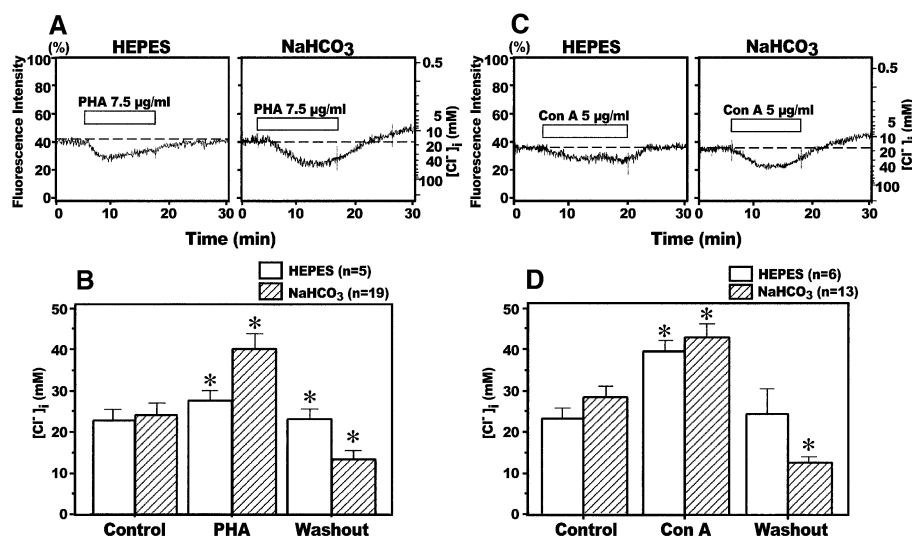 A
(%) HEPES NaHCO3
Fluorescence Intensity
100
80
60
40
20
0
PHA 7.5 µg/ml
PHA 7.5 µg/ml
0.5
5
10
20
40
100
[Cl⁻]i (mM)
0 10 20 30 0 10 20 30
Time (min)
C
(%) HEPES NaHCO3
Fluorescence Intensity
100
80
60
40
20
0
Con A 5 µg/ml
Con A 5 µg/ml
0.5
5
10
20
40
100
[Cl⁻]i (mM)
0 10 20 30 0 10 20 30
Time (min)
B
HEPES (n=5)
NaHCO3 (n=19)
[Cl⁻]i (mM)
50
40
30
20
10
0
* * * *
Control PHA Washout
D
HEPES (n=6)
NaHCO3 (n=13)
[Cl⁻]i (mM)
50
40
30
20
10
0
* * *
Control Con A Washout